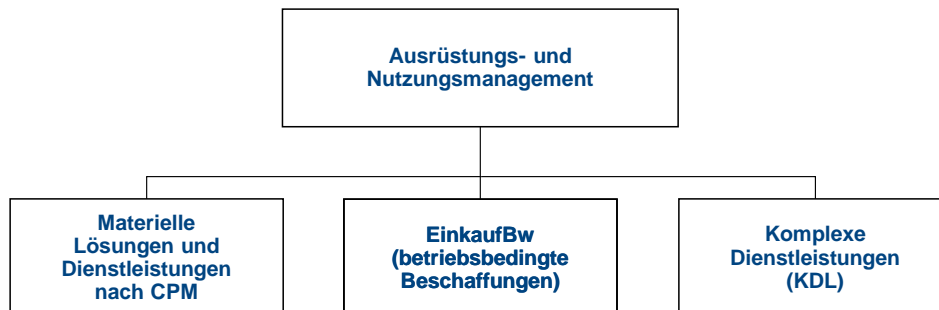 Ausrüstungs- und
Nutzungsmanagement
Materielle
Lösungen und
Dienstleistungen
nach CPM
EinkaufBw
(betriebsbedingte
Beschaffungen)
Komplexe
Dienstleistungen
(KDL)